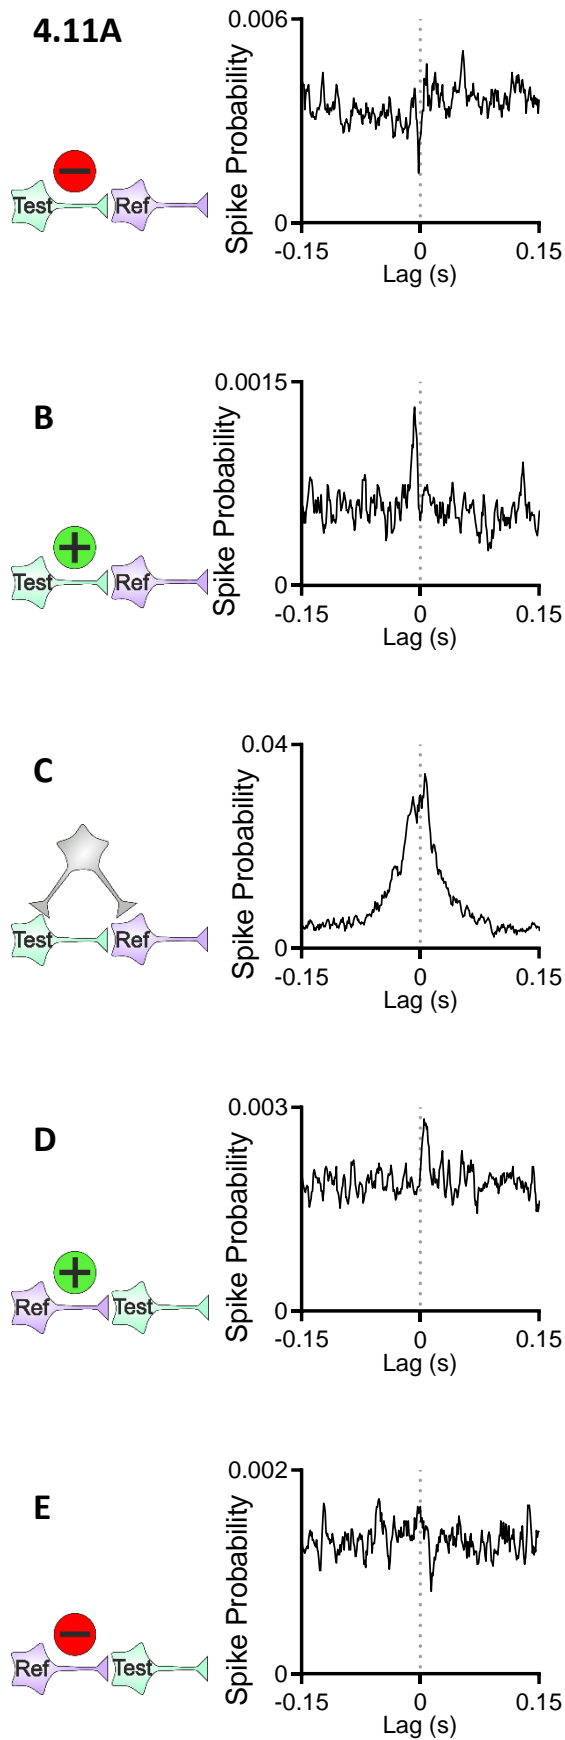 4.11A
0.006
Spike Probability
0
-0.15 0 0.15
Lag (s)
Test Ref
B
0.0015
Spike Probability
0
-0.15 0 0.15
Lag (s)
Test Ref
C
0.04
Spike Probability
0
-0.15 0 0.15
Lag (s)
Test Ref
D
0.003
Spike Probability
0
-0.15 0 0.15
Lag (s)
Ref Test
E
0.002
Spike Probability
0
-0.15 0 0.15
Lag (s)
Ref Test